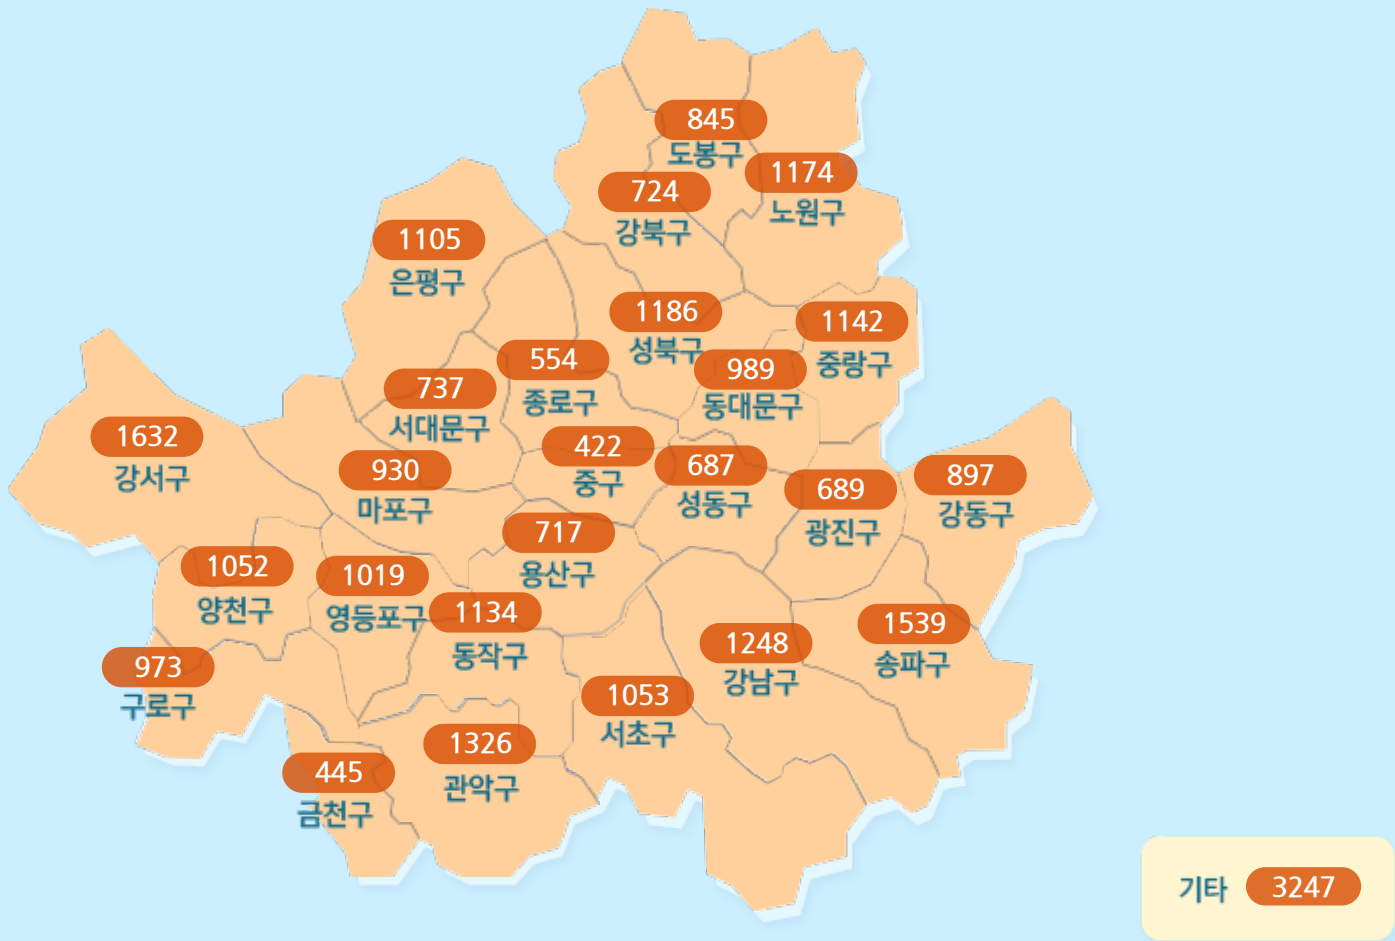 845
도봉구
1174
노원구
724
강북구
1105
은평구
1186
성북구
1142
중랑구
554
종로구
989
동대문구
737
서대문구
1632
강서구
422
중구
930
마포구
687
성동구
689
광진구
897
강동구
717
용산구
1052
양천구
1019
영등포구
1134
동작구
1539
송파구
1248
강남구
973
구로구
1053
서초구
1326
관악구
445
금천구
기타 3247